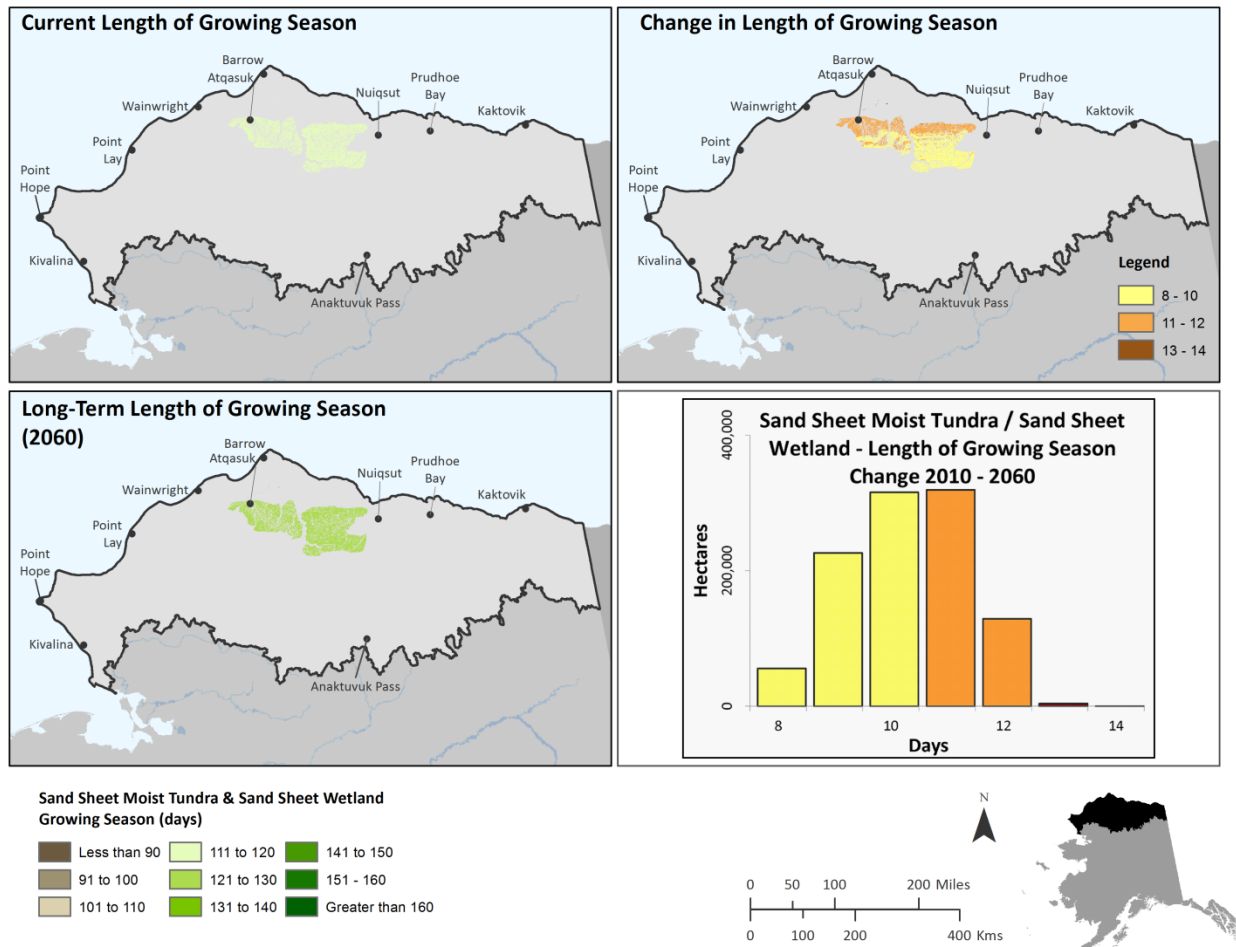 Current Length of Growing Season
Barrow
Atqasuk
Wainwright
Nuiqsut
Prudhoe
Bay
Kaktovik
Point
Lay
Point
Hope
Kivalina
Anaktuvuk Pass
Change in Length of Growing Season
Barrow
Atqasuk
Wainwright
Nuiqsut
Prudhoe
Bay
Kaktovik
Point
Lay
Point
Hope
Kivalina
Anaktuvuk Pass
Legend
8 - 10
11 - 12
13 - 14
Long-Term Length of Growing Season
(2060)
Barrow
Atqasuk
Wainwright
Nuiqsut
Prudhoe
Bay
Kaktovik
Point
Lay
Point
Hope
Kivalina
Anaktuvuk Pass
Sand Sheet Moist Tundra / Sand Sheet
Wetland - Length of Growing Season
Change 2010 - 2060
400,000
200,000
0
Hectares
8 10 12 14
Days
Sand Sheet Moist Tundra & Sand Sheet Wetland
Growing Season (days)
Less than 90 111 to 120 141 to 150
91 to 100 121 to 130 151 - 160
101 to 110 131 to 140 Greater than 160
N
0 50 100 200 Miles
0 100 200 400 Kms